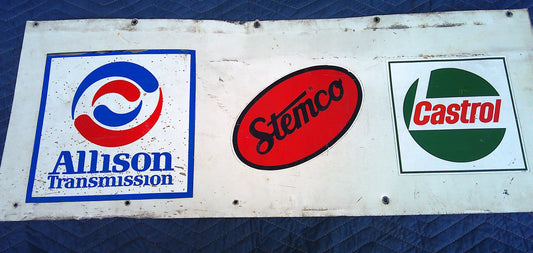 Allison
Transmission
Stemco
Castrol